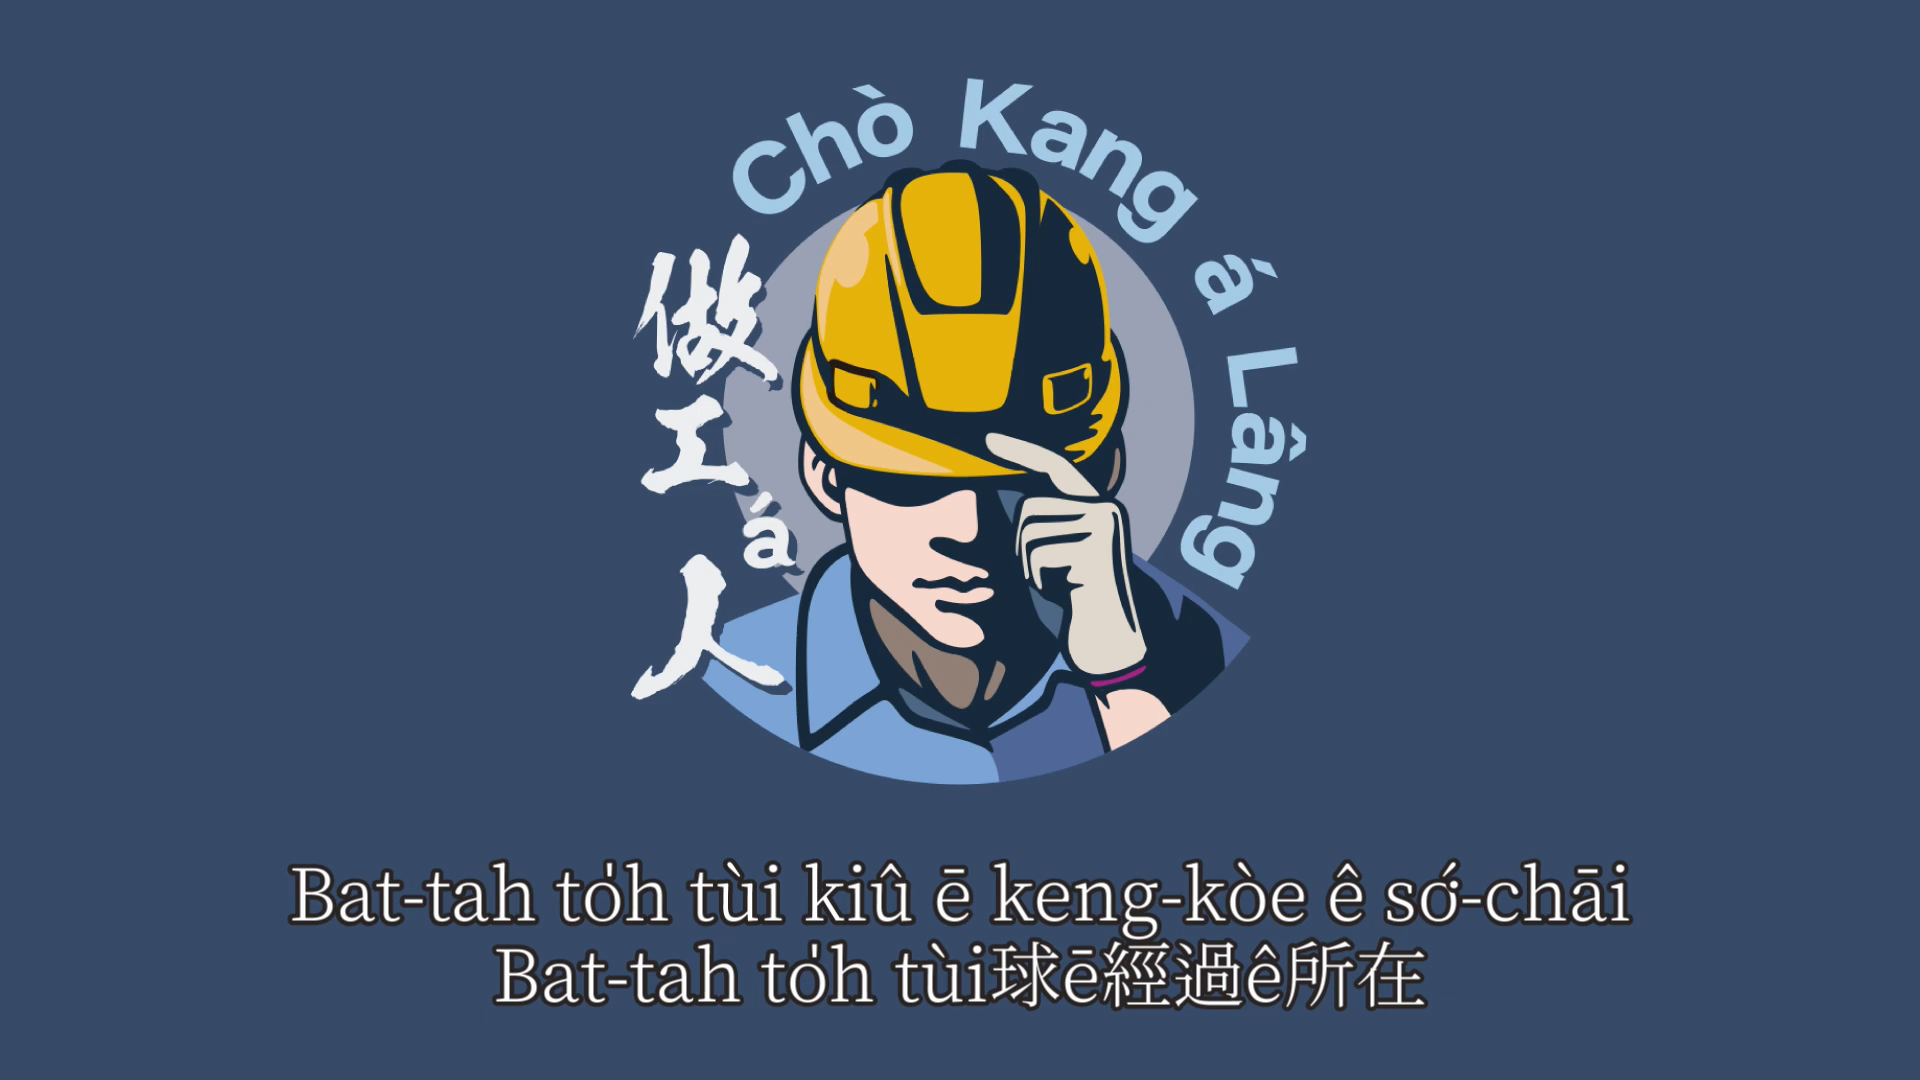 Chò Kang á Lâng
做工á人
Bat-tah to̍h tùi kiû ē keng-kòe ê só͘-chāi
Bat-tah to̍h tùi球ē經過ê所在